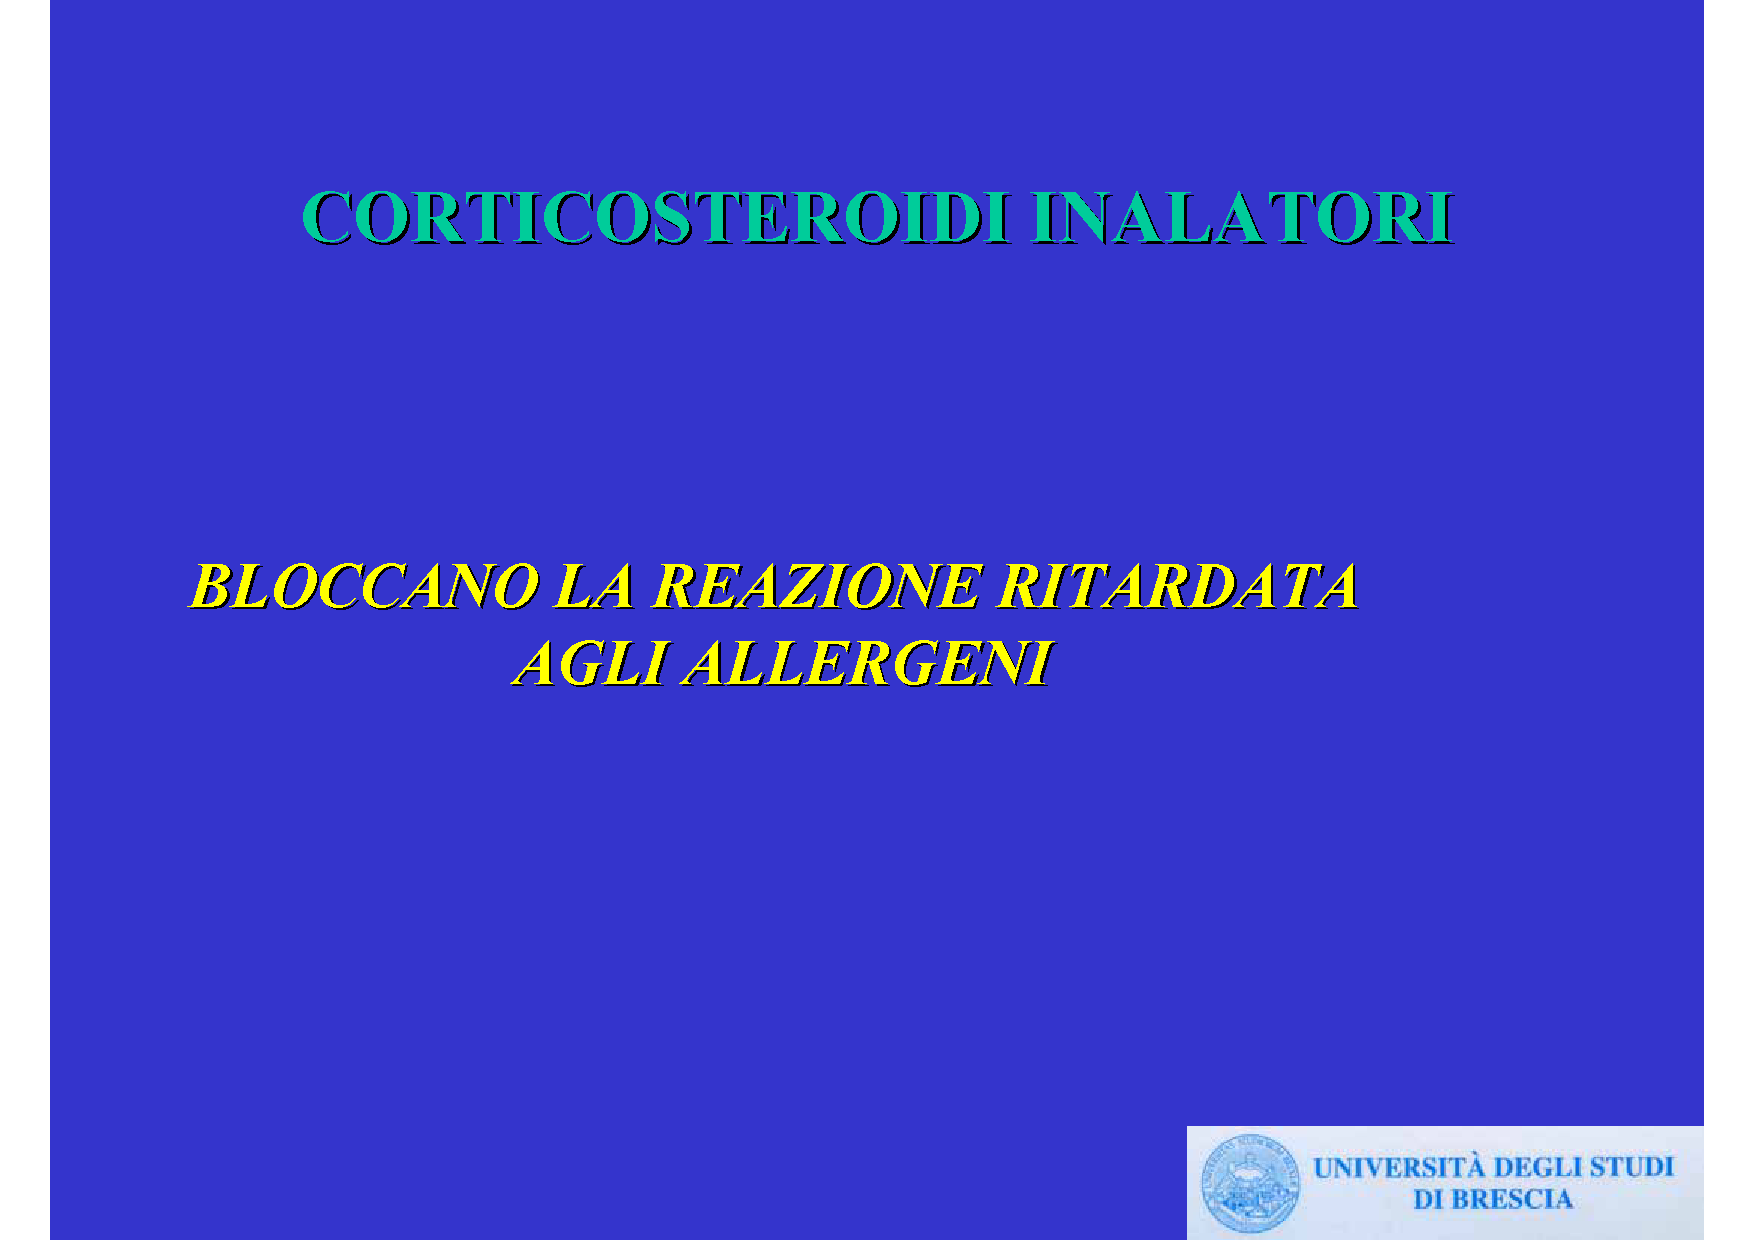 CORTICOSTEROIDI INALATORI
BLOCCANO LA REAZIONE RITARDATA
AGLI ALLERGENI
UNIVERSITÀ DEGLI STUDI
DI BRESCIA